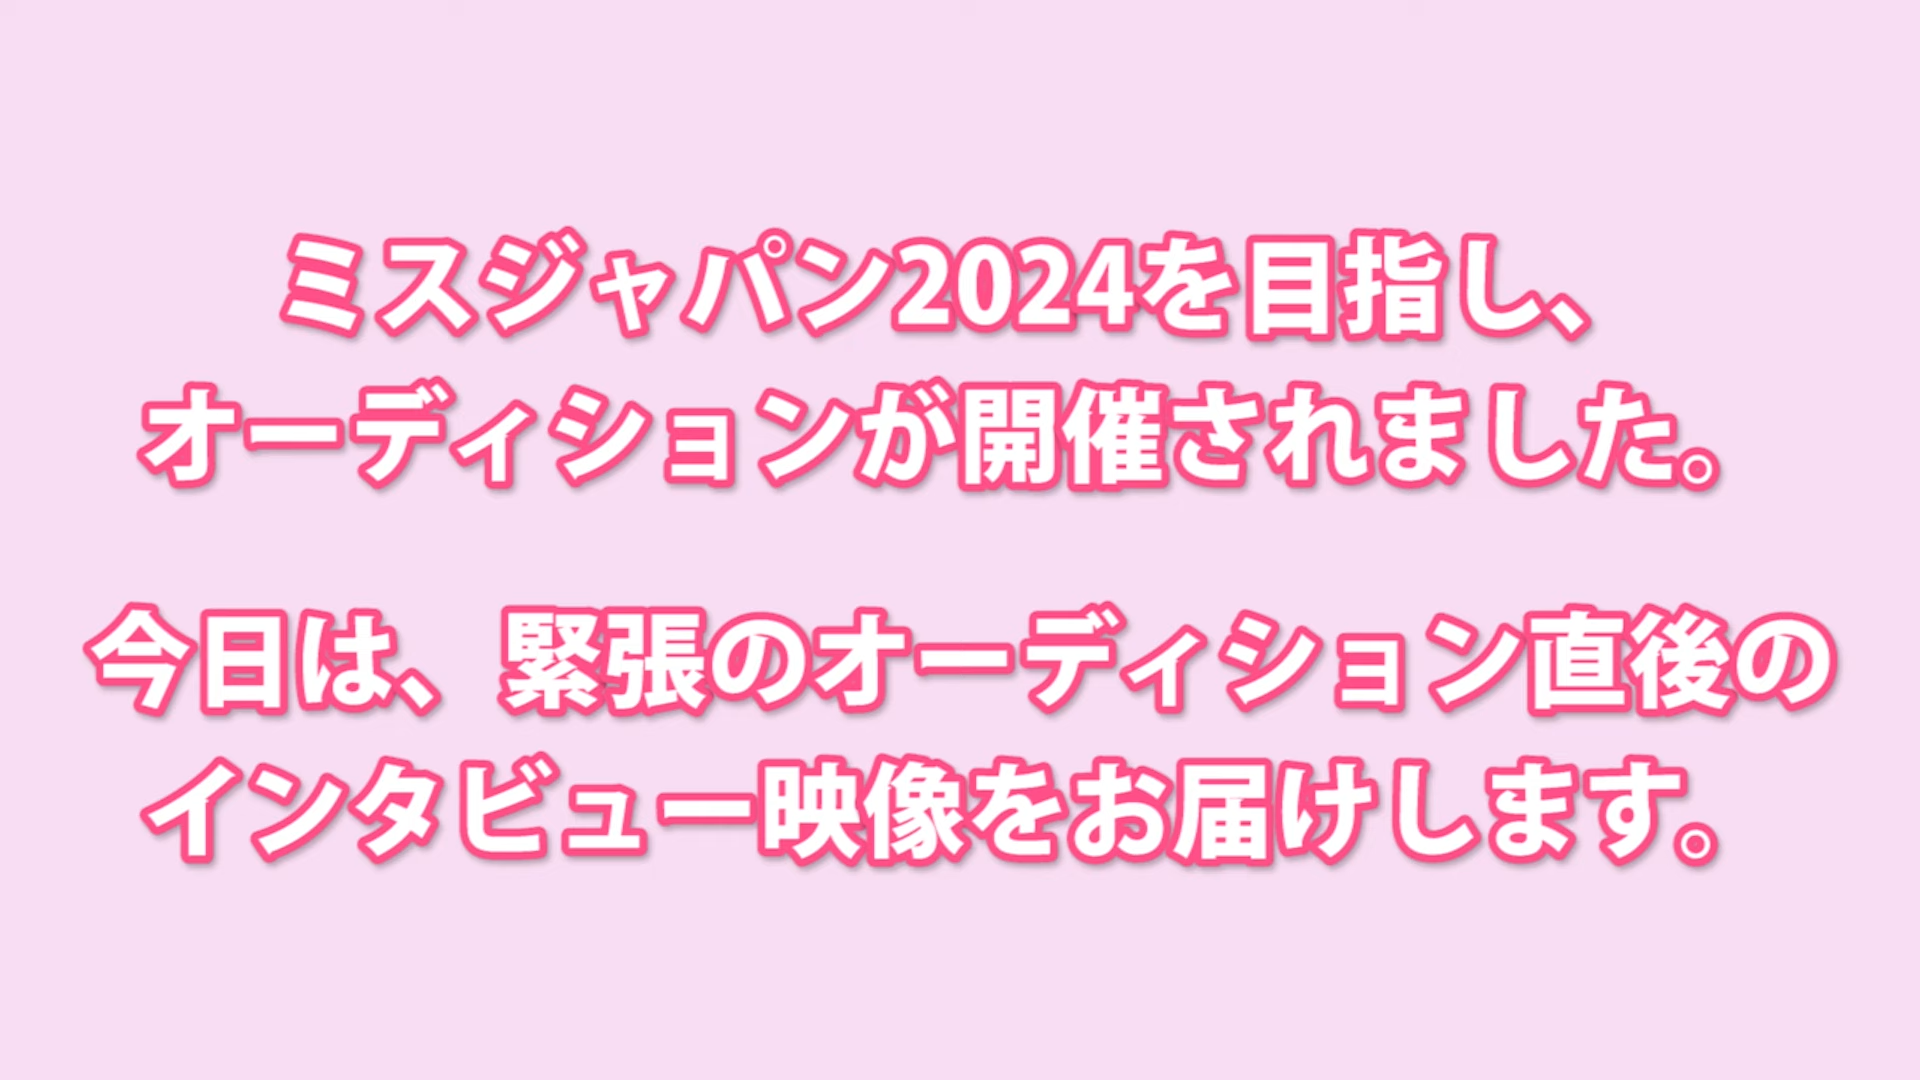 ミスジャパン2024を目指し、
オーディションが開催されました。
今日は、緊張のオーディション直後の
インタビュー映像をお届けします。